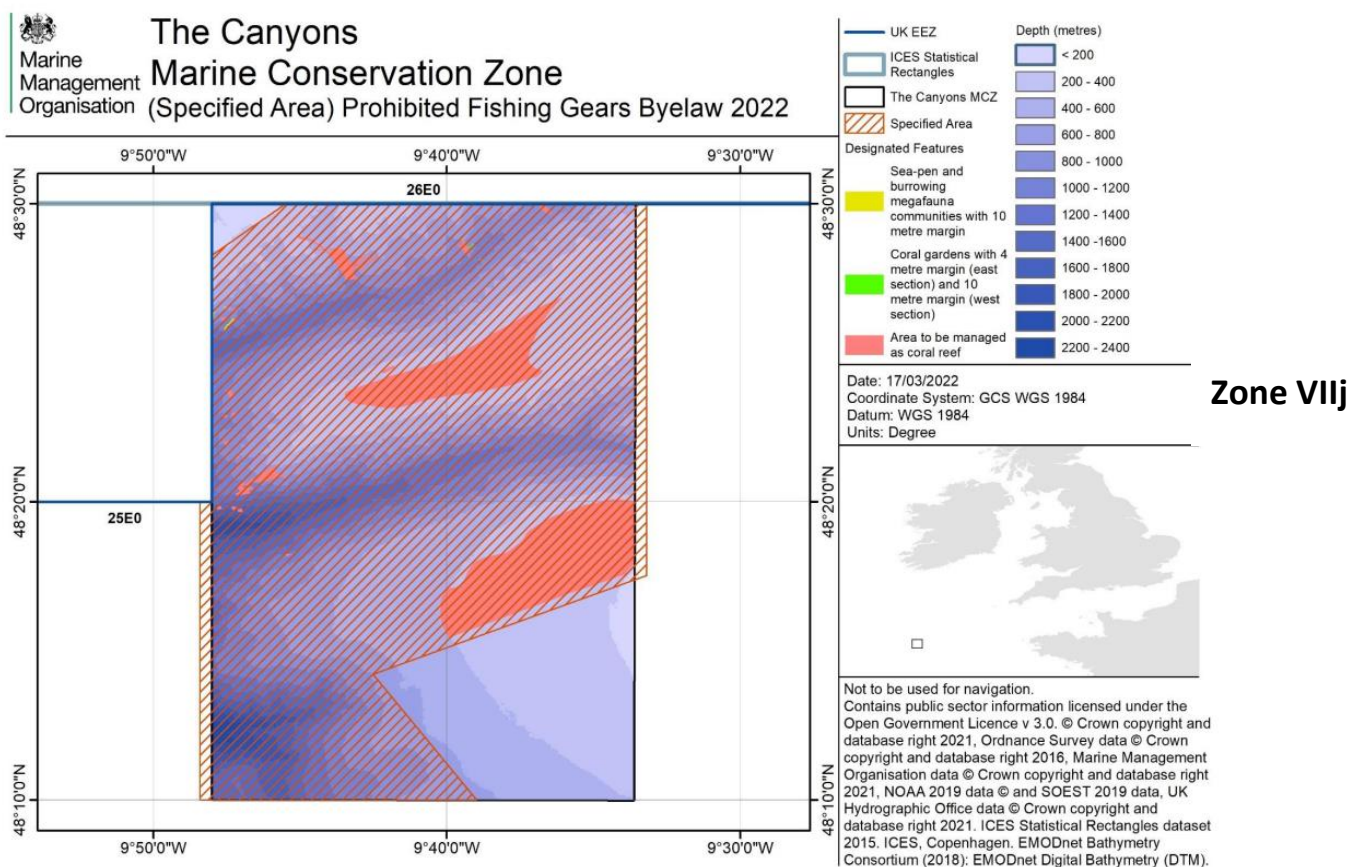 Marine
Management
Organisation
The Canyons
Marine Conservation Zone
(Specified Area) Prohibited Fishing Gears Byelaw 2022
9°50'0"W
9°40'0"W
9°30'0"W
48°30'0"N
26E0
48°30'0"N
48°20'0"N
25E0
48°20'0"N
48°10'0"N
48°10'0"N
9°50'0"W
9°40'0"W
9°30'0"W
UK EEZ
ICES Statistical
Rectangles
The Canyons MCZ
Specified Area
Designated Features
Sea-pen and
burrowing
megafauna
communities with 10
metre margin
Coral gardens with 4
metre margin (east
section) and 10
metre margin (west
section)
Area to be managed
as coral reef
Depth (metres)
< 200
200 - 400
400 - 600
600 - 800
800 - 1000
1000 - 1200
1200 - 1400
1400 -1600
1600 - 1800
1800 - 2000
2000 - 2200
2200 - 2400
Date: 17/03/2022
Coordinate System: GCS WGS 1984
Datum: WGS 1984
Units: Degree
Zone VIIj
Not to be used for navigation.
Contains public sector information licensed under the
Open Government Licence v 3.0. © Crown copyright and
database right 2021, Ordnance Survey data © Crown
copyright and database right 2016, Marine Management
Organisation data © Crown copyright and database right
2021, NOAA 2019 data © and SOEST 2019 data, UK
Hydrographic Office data © Crown copyright and
database right 2021. ICES Statistical Rectangles dataset
2015. ICES, Copenhagen. EMODnet Bathymetry
Consortium (2018): EMODnet Digital Bathymetry (DTM).